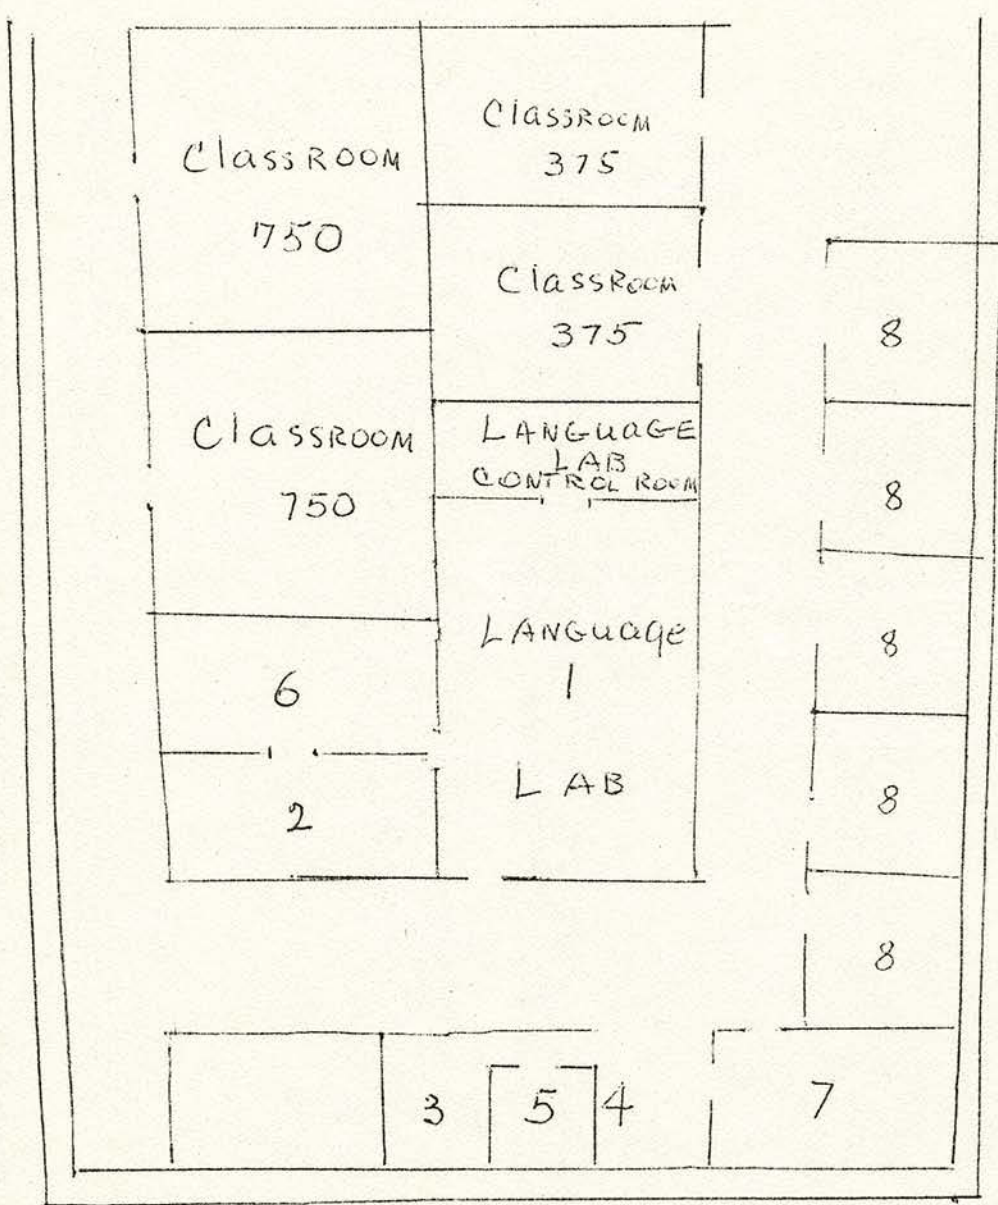 ClassROOM
750
ClassROOM
375
ClassROOM
375
ClassROOM
750
LANGUAGE
LAB
CONTROL ROOM
LANGUAGE
1
LAB
6
2
8
8
8
8
8
3
5
4
7